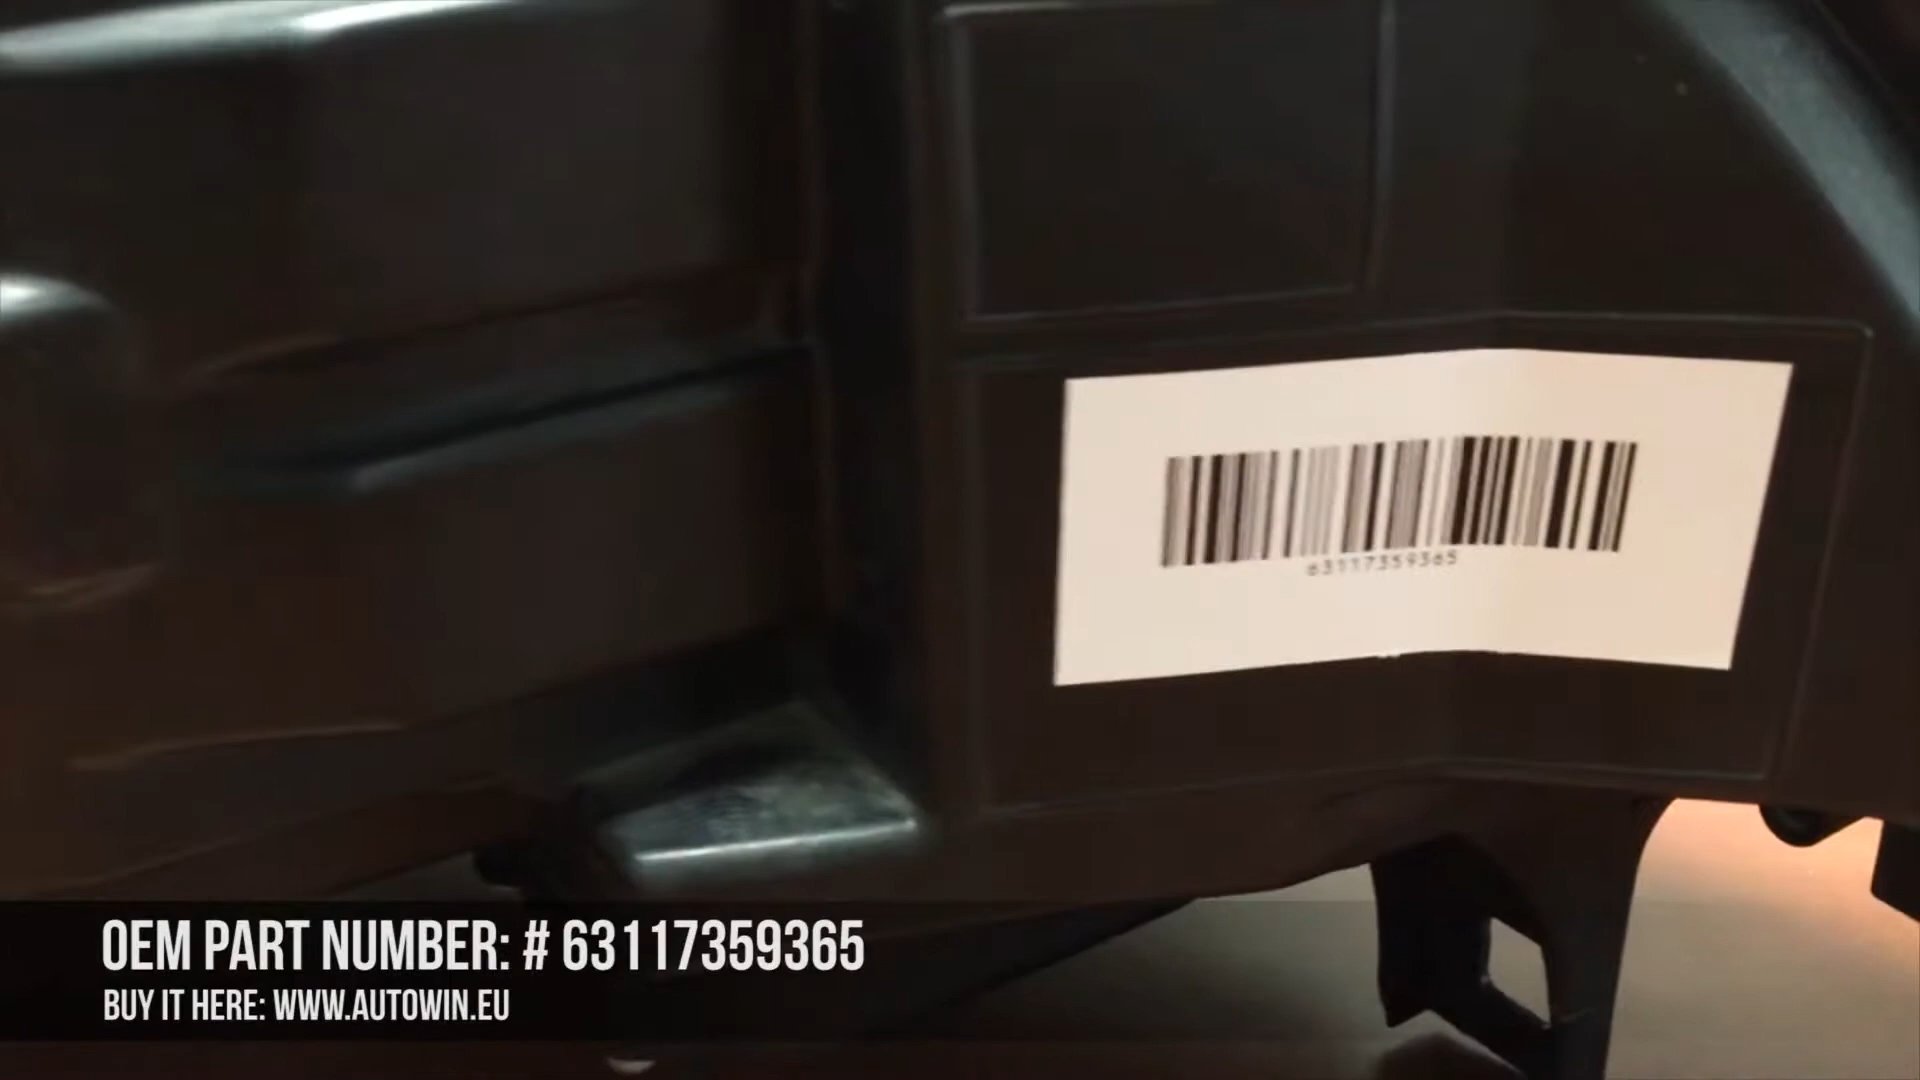 63117359365
OEM PART NUMBER: # 63117359365
BUY IT HERE: WWW.AUTOWIN.EU